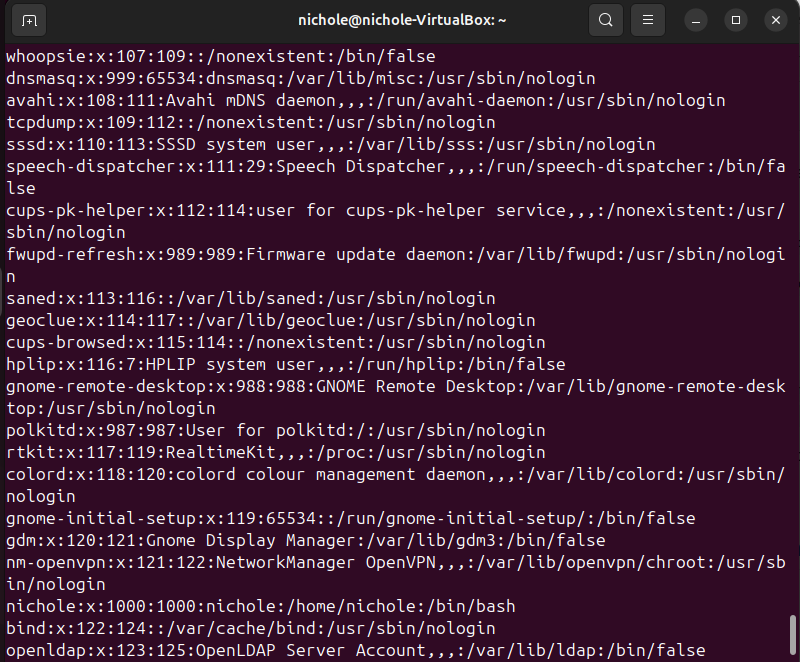 nichole@nichole-VirtualBox: ~
whoopsie:x:107:109::/nonexistent:/bin/false
dnsmasq:x:999:65534:dnsmasq:/var/lib/misc:/usr/sbin/nologin
avahi:x:108:111:Avahi mDNS daemon,,,:/run/avahi-daemon:/usr/sbin/nologin
tcpdump:x:109:112::/nonexistent:/usr/sbin/nologin
sssd:x:110:113:SSSD system user,,,:/var/lib/sss:/usr/sbin/nologin
speech-dispatcher:x:111:29:Speech Dispatcher,,,:/run/speech-dispatcher:/bin/fa
lse
cups-pk-helper:x:112:114:user for cups-pk-helper service,,,:/nonexistent:/usr/
sbin/nologin
fwupd-refresh:x:989:989:Firmware update daemon:/var/lib/fwupd:/usr/sbin/nologi
n
saned:x:113:116::/var/lib/saned:/usr/sbin/nologin
geoclue:x:114:117::/var/lib/geoclue:/usr/sbin/nologin
cups-browsed:x:115:114::/nonexistent:/usr/sbin/nologin
hplip:x:116:7:HPLIP system user,,,:/run/hplip:/bin/false
gnome-remote-desktop:x:988:988:GNOME Remote Desktop:/var/lib/gnome-remote-desk
top:/usr/sbin/nologin
polkitd:x:987:987:User for polkitd:/:/usr/sbin/nologin
rtkit:x:117:119:RealtimeKit,,,:/proc:/usr/sbin/nologin
colord:x:118:120:colord colour management daemon,,,:/var/lib/colord:/usr/sbin/
nologin
gnome-initial-setup:x:119:65534::/run/gnome-initial-setup/:/bin/false
gdm:x:120:121:Gnome Display Manager:/var/lib/gdm3:/bin/false
nm-openvpn:x:121:122:NetworkManager OpenVPN,,,:/var/lib/openvpn/chroot:/usr/sb
in/nologin
nichole:x:1000:1000:nichole:/home/nichole:/bin/bash
bind:x:122:124::/var/cache/bind:/usr/sbin/nologin
openldap:x:123:125:OpenLDAP Server Account,,,:/var/lib/ldap:/bin/false